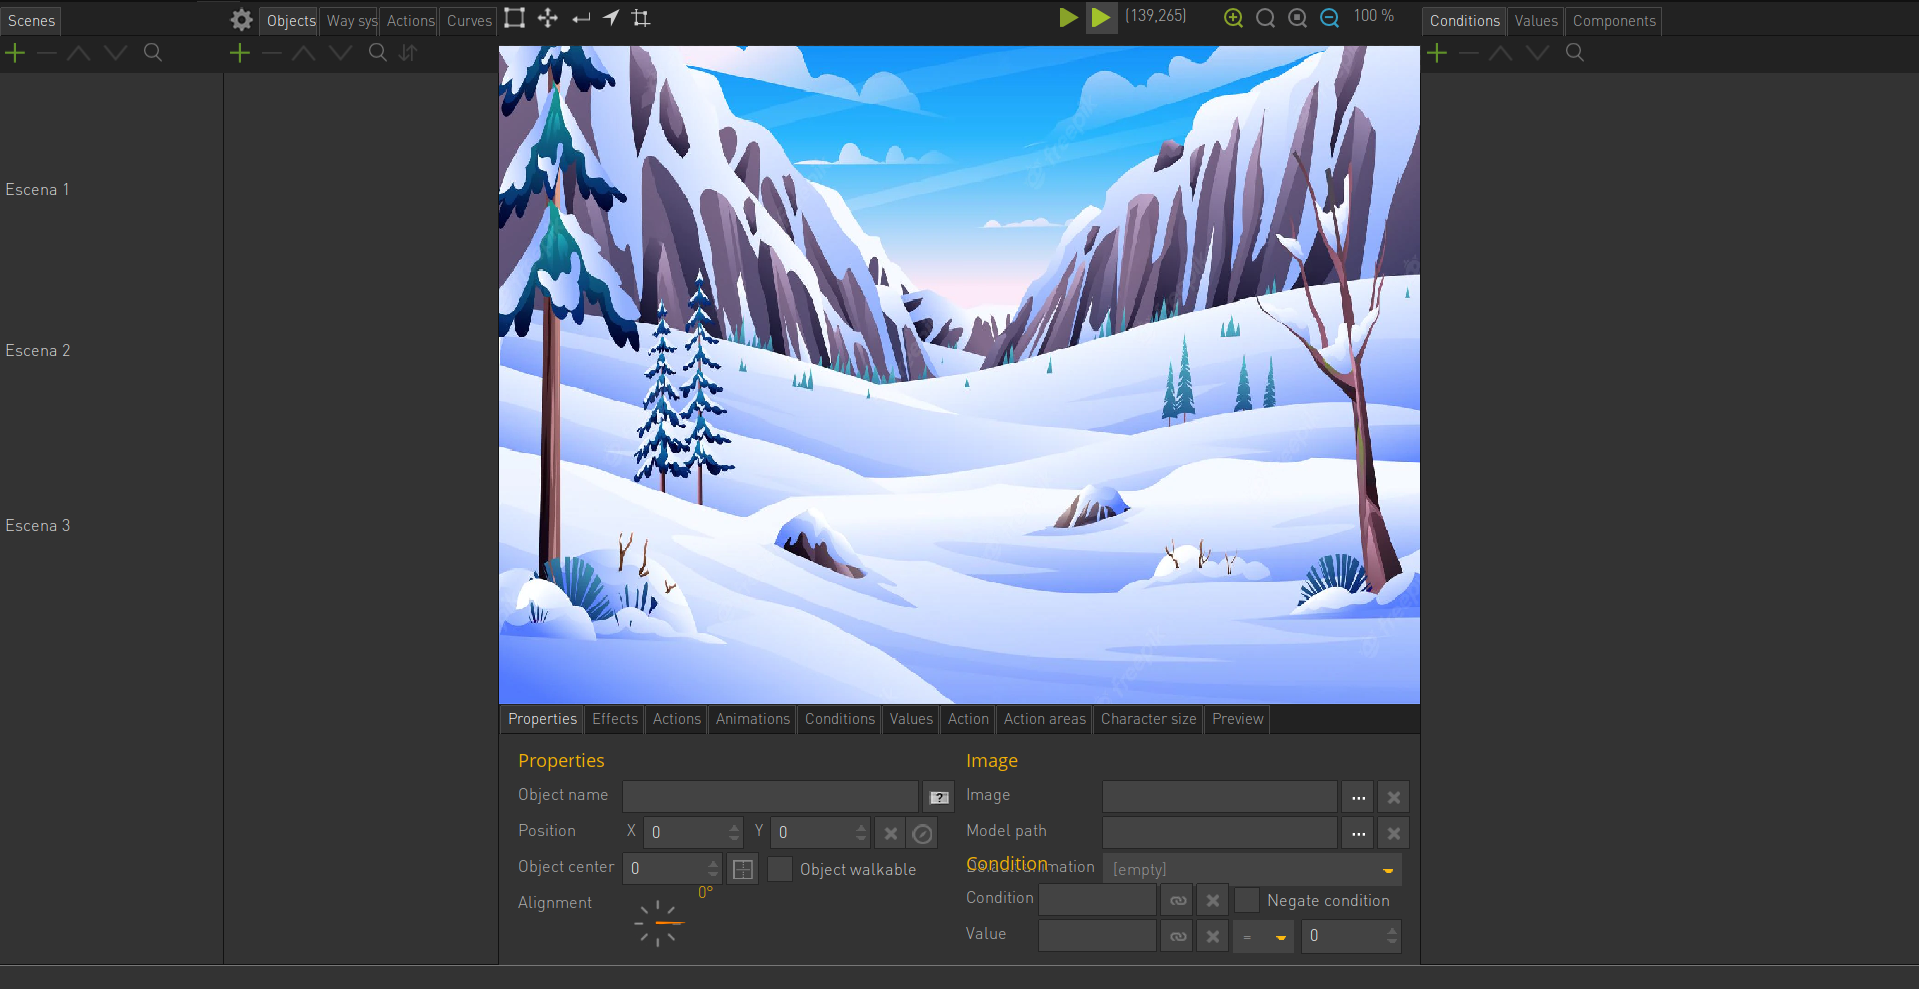 Scenes
Objects Way sys Actions Curves
(139,265)
100 %
Conditions Values Components
Escena 1
Escena 2
Escena 3
freepik
Properties Effects Actions Animations Conditions Values Action Action areas Character size Preview
Properties
Object name
Position X 0 Y 0
Object center 0 Object walkable
0°
Alignment
Image
Image ...
Model path ...
Condition
[empty]
Condition Negate condition
Value = 0